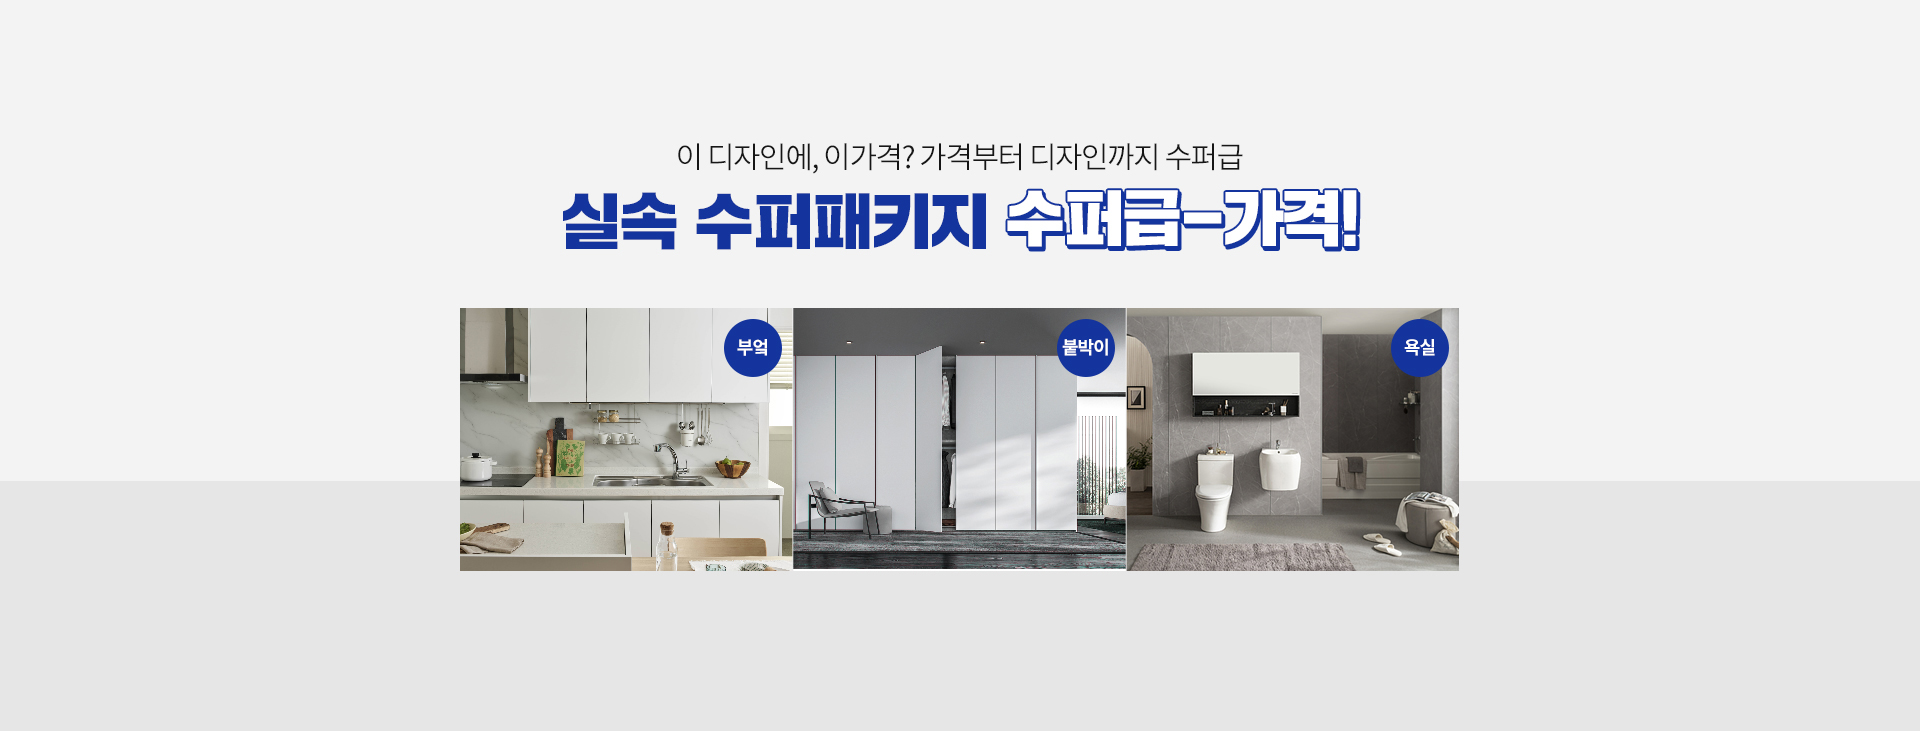 이 디자인에, 이가격? 가격부터 디자인까지 수퍼급
실속 수퍼패키지 수퍼급-가격!
부엌
붙박이
욕실